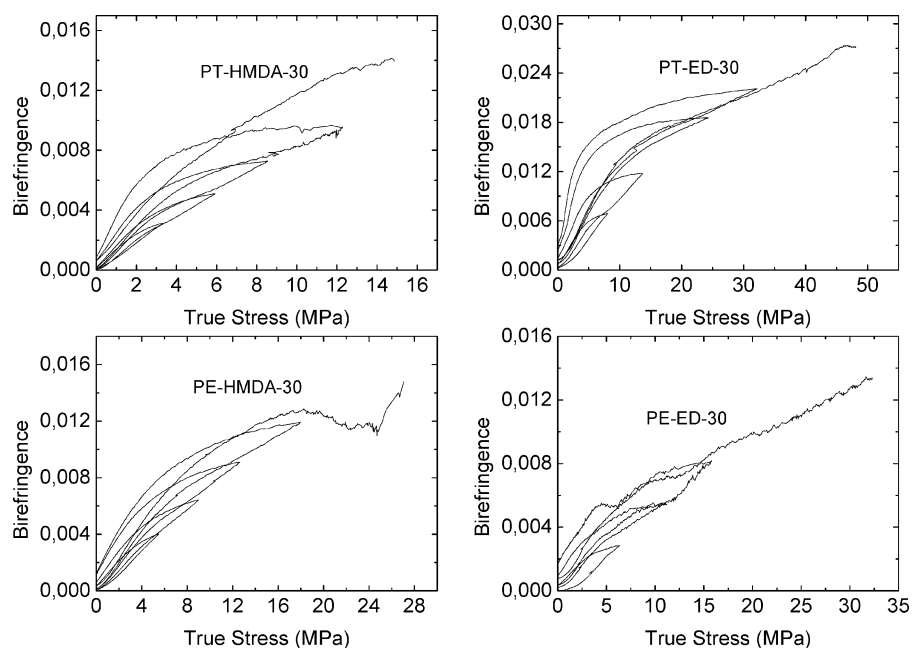 0,016
0,012
0,008
0,004
0,000
Birefringence
PT-HMDA-30
0 2 4 6 8 10 12 14 16
True Stress (MPa)
0,030
0,024
0,018
0,012
0,006
0,000
Birefringence
PT-ED-30
0 10 20 30 40 50
True Stress (MPa)
0,016
0,012
0,008
0,004
0,000
Birefringence
PE-HMDA-30
0 4 8 12 16 20 24 28
True Stress (MPa)
0,016
0,012
0,008
0,004
0,000
Birefringence
PE-ED-30
0 5 10 15 20 25 30 35
True Stress (MPa)